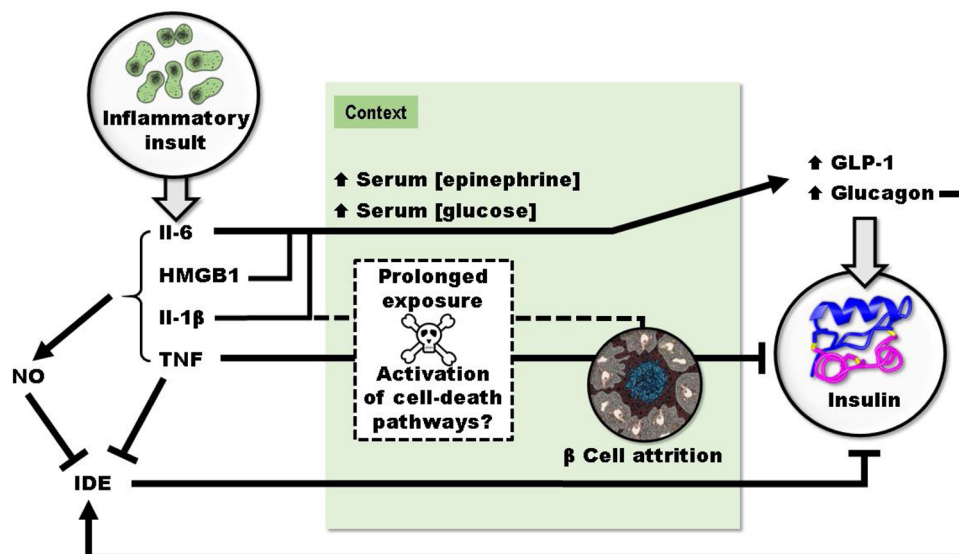 Inflammatory
insult
Context
⬆ Serum [epinephrine]
⬆ Serum [glucose]
⬆ GLP-1
⬆ Glucagon
Il-6
HMGB1
Il-1β
TNF
NO
IDE
Prolonged
exposure
Activation
of cell-death
pathways?
β Cell attrition
Insulin